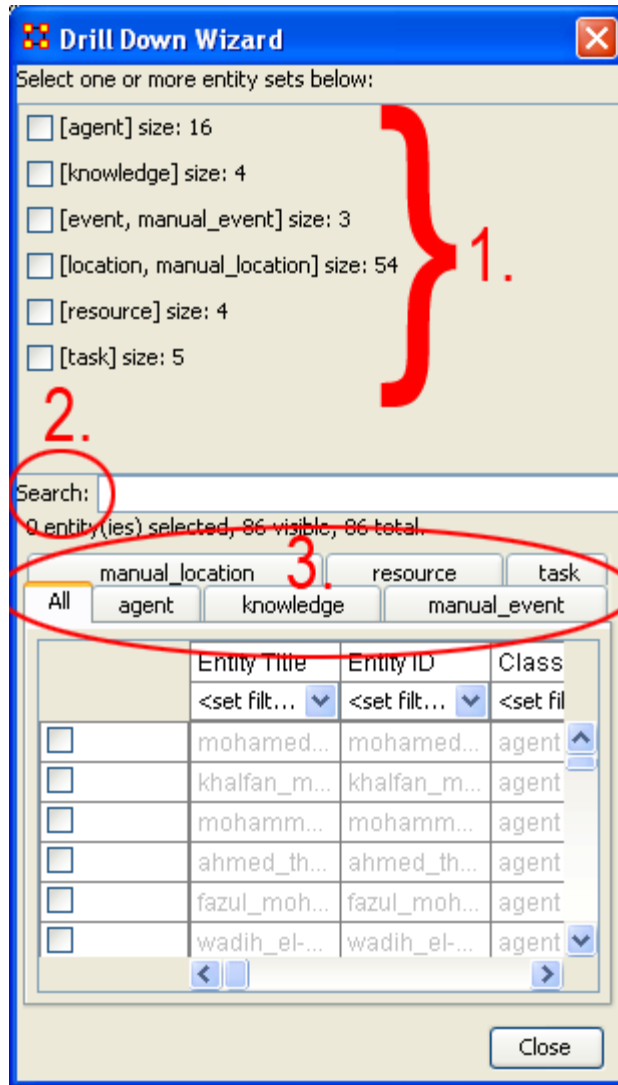 Drill Down Wizard
Select one or more entity sets below:
[agent] size: 16
[knowledge] size: 4
[event, manual_event] size: 3
[location, manual_location] size: 54
1.
[resource] size: 4
[task] size: 5
2.
Search:
0 entity(ies) selected, 86 visible, 86 total.
3.
manual_location resource task
All agent knowledge manual_event
Entity Title Entity ID Class
<set filt... <set filt... <set fil
mohamed... mohamed... agent
khalfan_m... khalfan_m... agent
mohamm... mohamm... agent
ahmed_th... ahmed_th... agent
fazul_moh... fazul_moh... agent
wadih_el-... wadih_el-... agent
Close